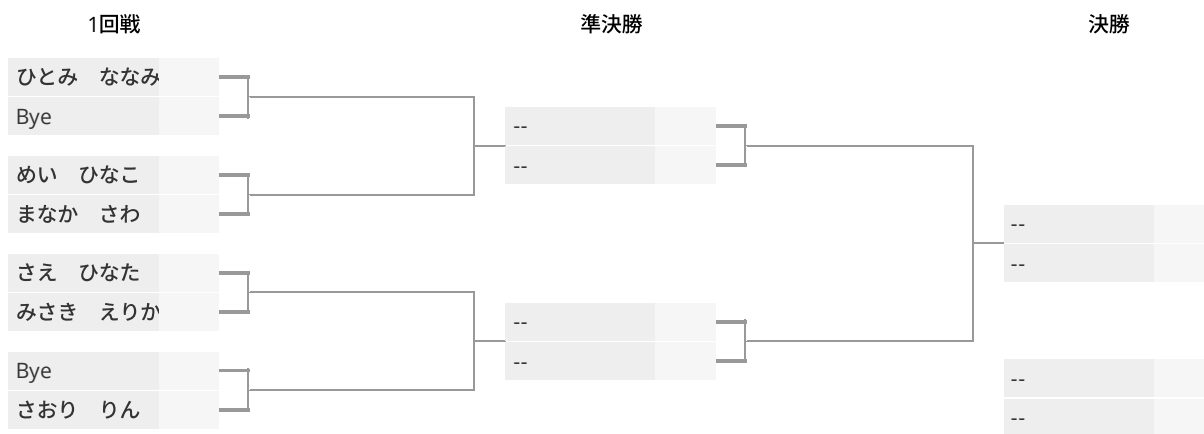 1回戦
準決勝
決勝
ひとみ　ななみ
Bye
めい　ひなこ
まなか　さわ
さえ　ひなた
みさき　えりか
Bye
さおり　りん
--
--
--
--
--
--
--
--